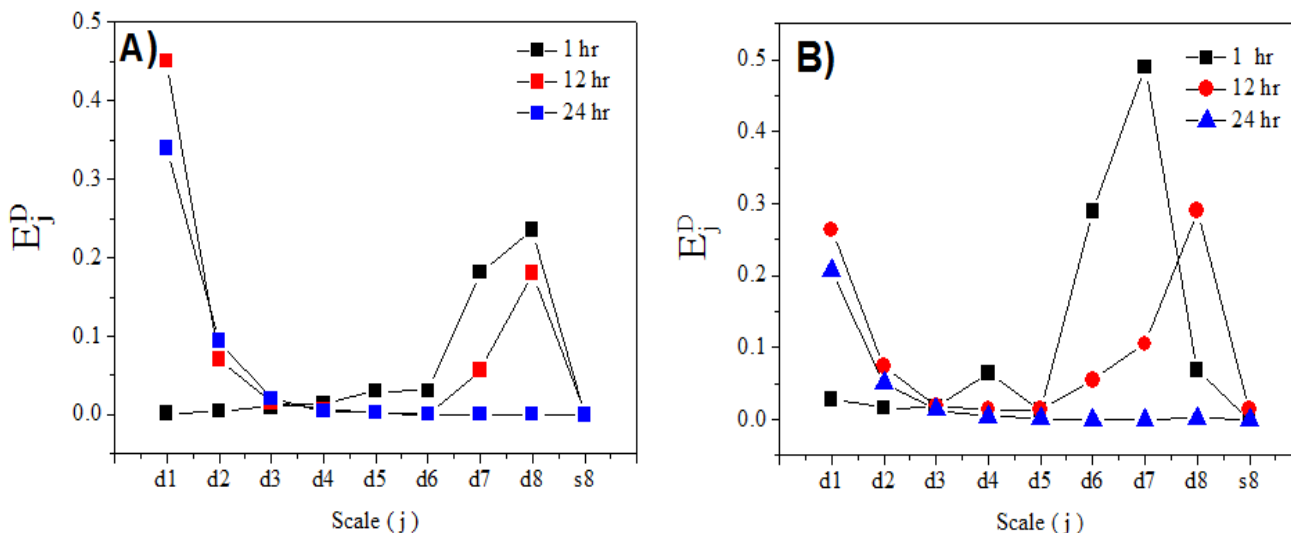 A)
0.5
0.4
0.3
0.2
0.1
0.0
E_j^D
1 hr
12 hr
24 hr
d1 d2 d3 d4 d5 d6 d7 d8 s8
Scale ( j )
B)
0.5
0.4
0.3
0.2
0.1
0.0
E_j^D
1 hr
12 hr
24 hr
d1 d2 d3 d4 d5 d6 d7 d8 s8
Scale ( j )